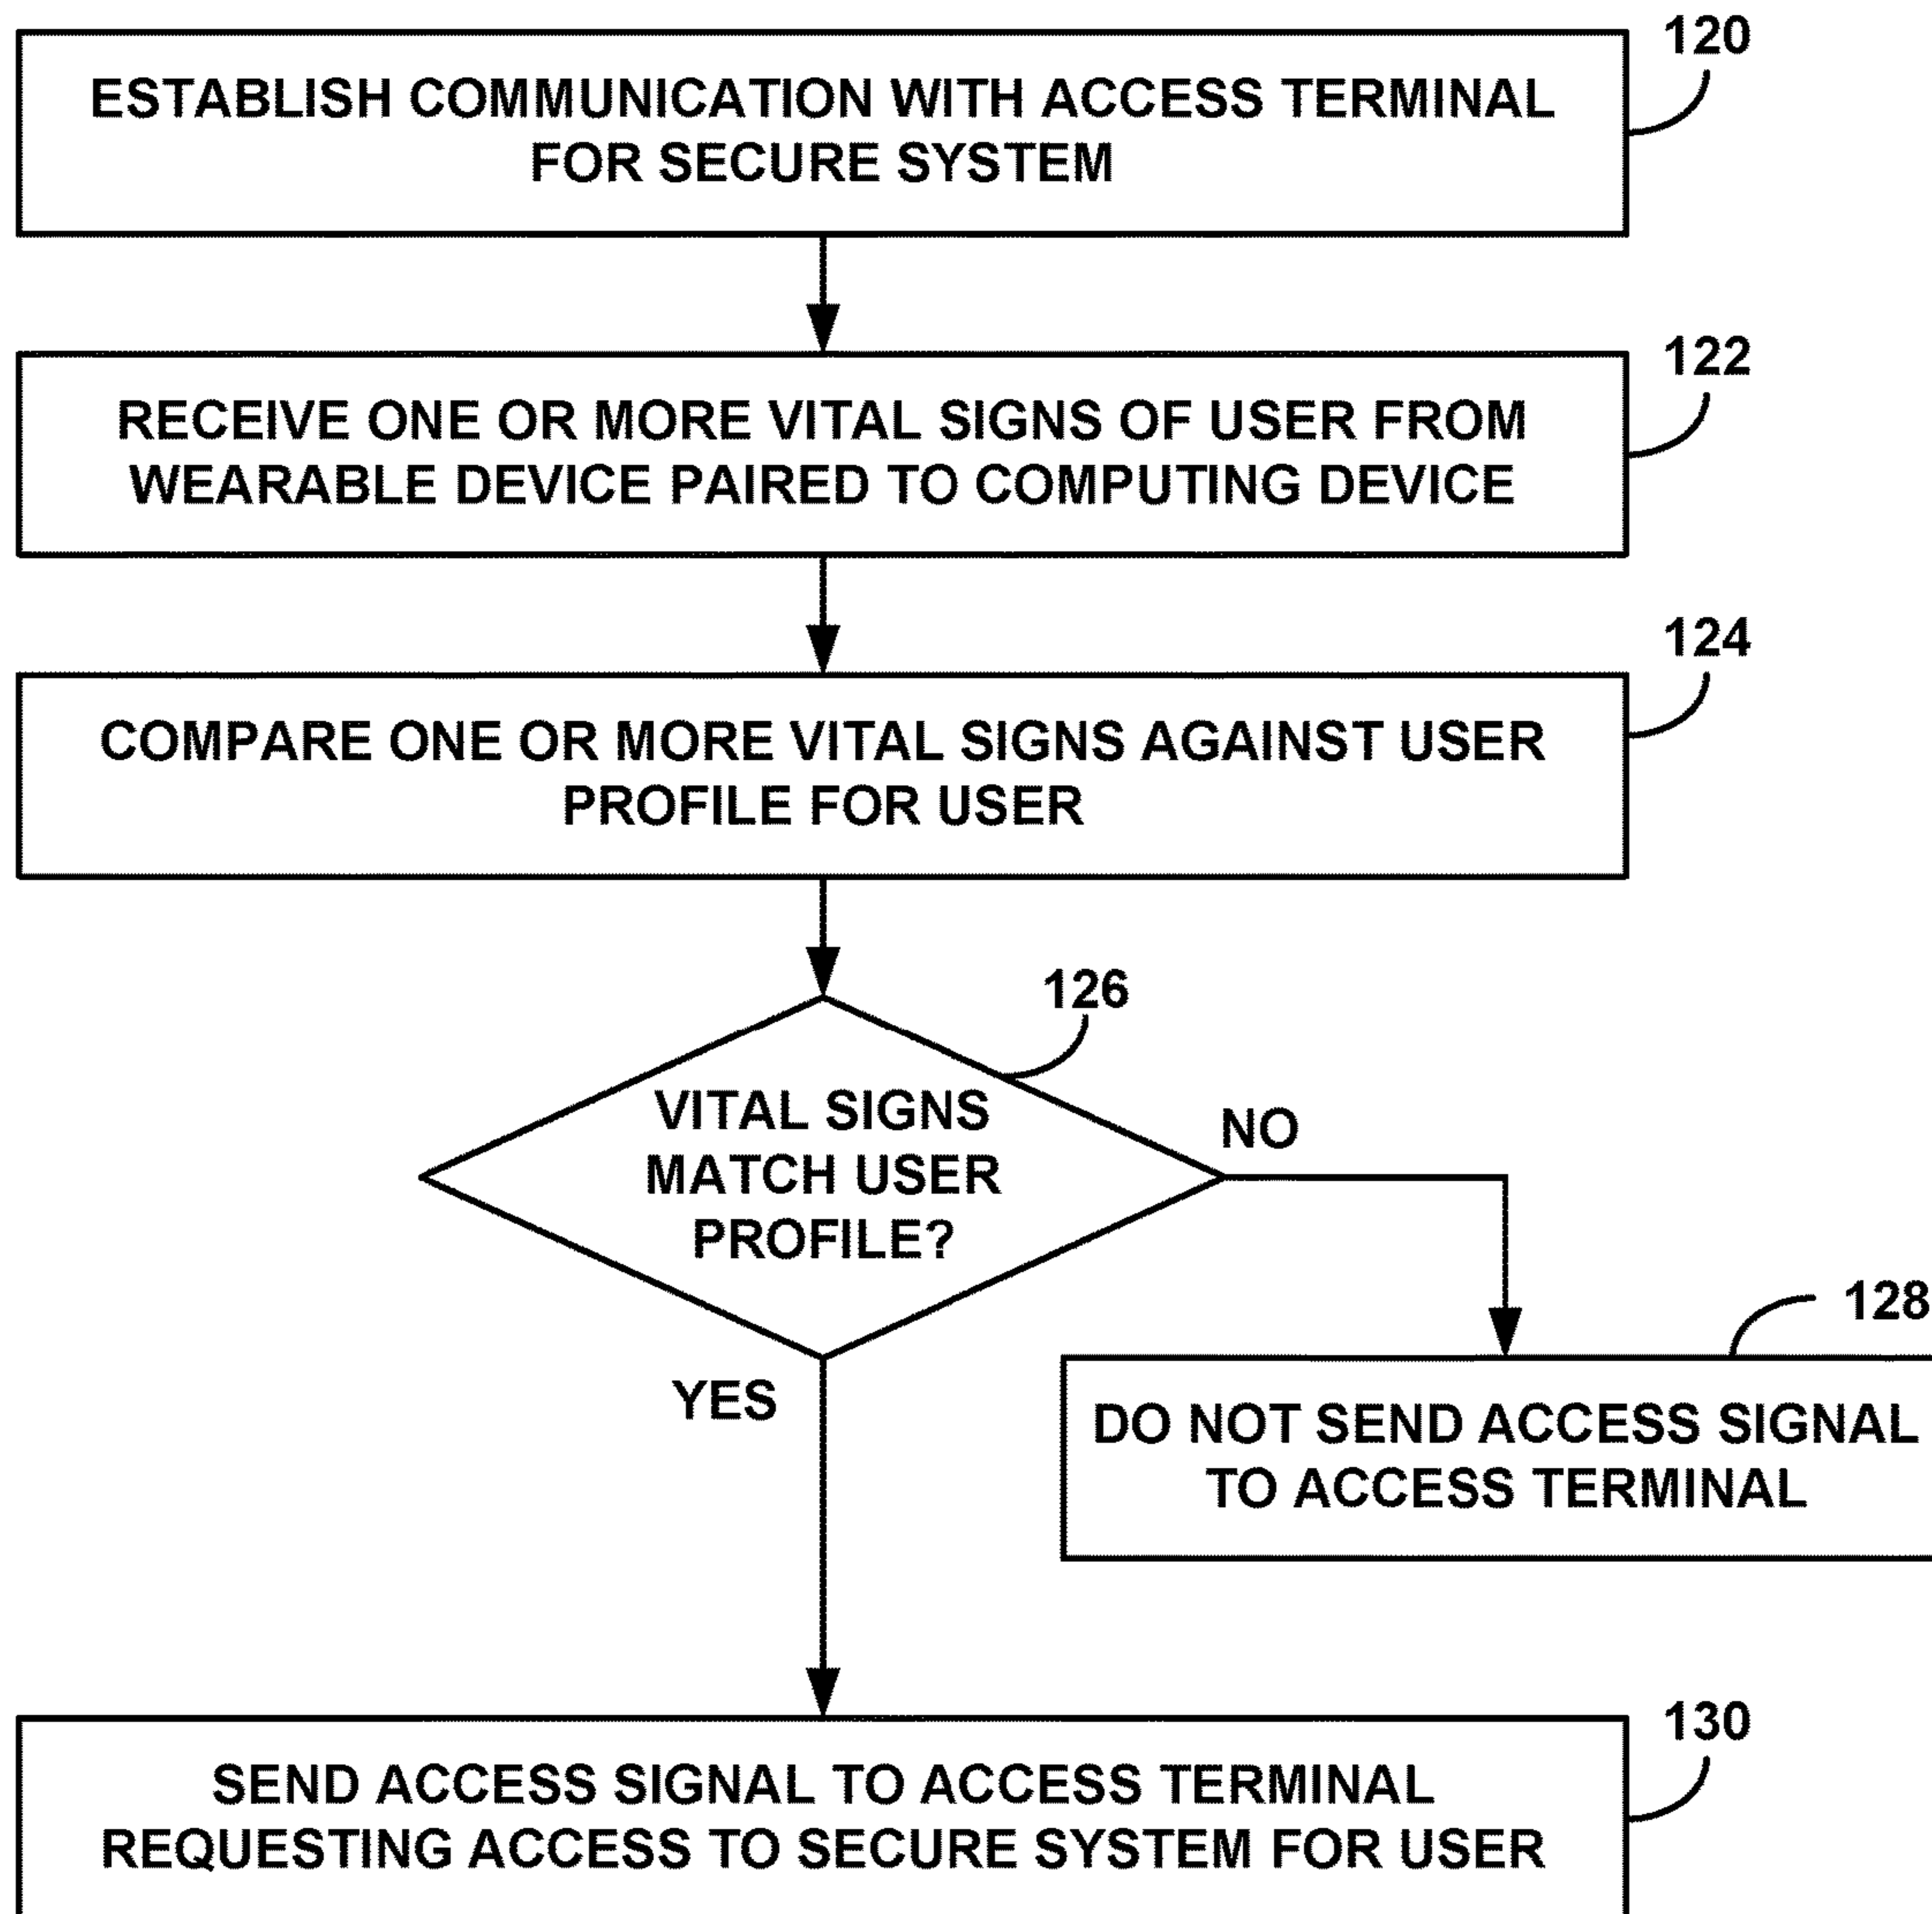 120
ESTABLISH COMMUNICATION WITH ACCESS TERMINAL
FOR SECURE SYSTEM
122
RECEIVE ONE OR MORE VITAL SIGNS OF USER FROM
WEARABLE DEVICE PAIRED TO COMPUTING DEVICE
124
COMPARE ONE OR MORE VITAL SIGNS AGAINST USER
PROFILE FOR USER
126
VITAL SIGNS
MATCH USER
PROFILE?
NO
YES
128
DO NOT SEND ACCESS SIGNAL
TO ACCESS TERMINAL
130
SEND ACCESS SIGNAL TO ACCESS TERMINAL
REQUESTING ACCESS TO SECURE SYSTEM FOR USER